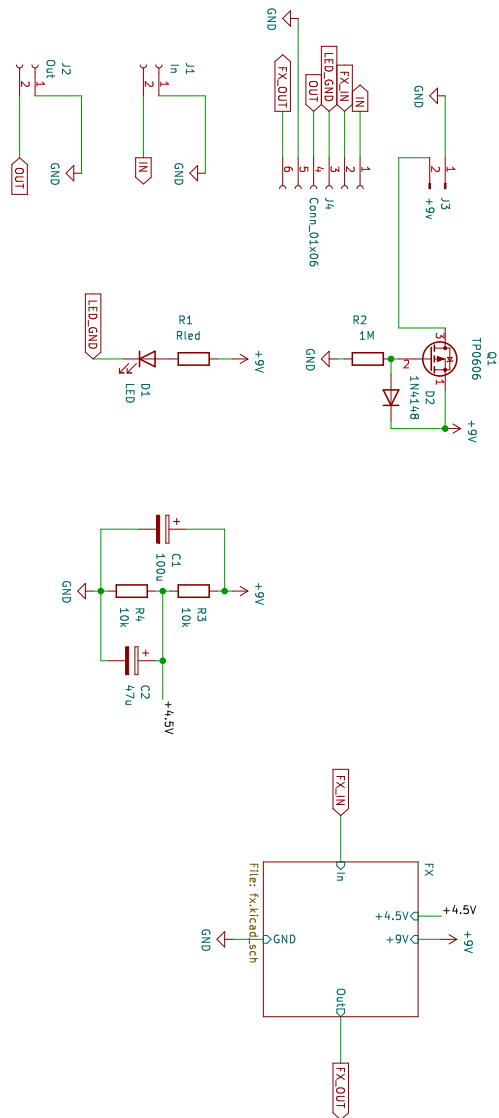 GND
1
2
J3
+9v
IN
FX_IN
LED_GND
OUT
GND
FX_OUT
1
2
3
4
5
6
J4
Conn_01x06
GND
1
2
J1
In
IN
GND
1
2
J2
Out
OUT
Q1
TP0606
3
2
1
+9V
R2
1M
GND
D2
1N4148
+9V
R1
Rled
D1
LED
LED_GND
+9V
C1
100u
R3
10k
R4
10k
GND
C2
47u
+4.5V
FX_IN
FX
In
+4.5V
+4.5V
+9V
+9V
GND
GND
Out
File: fx.kicad_sch
FX_OUT